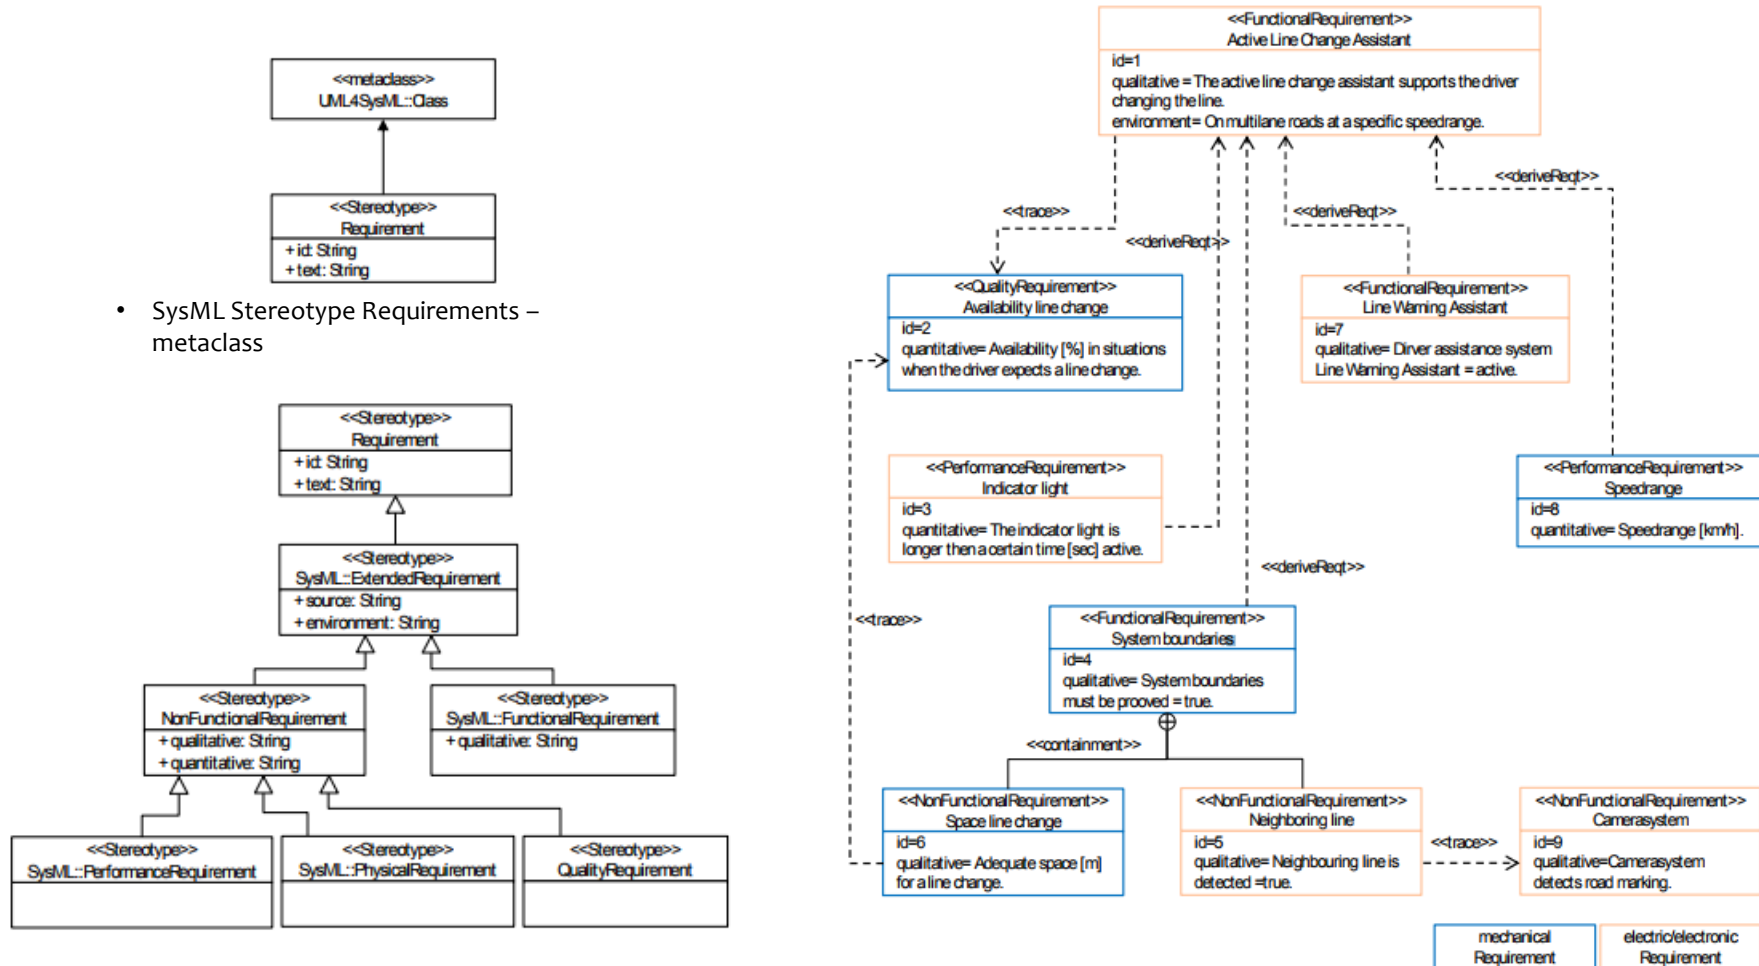 <<metaclass>>
UML4SysML::Class
<<Stereotype>>
Requirement
+ id: String
+ text: String
• SysML Stereotype Requirements –
metaclass
<<Stereotype>>
Requirement
+ id: String
+ text: String
<<Stereotype>>
SysML::ExtendedRequirement
+ source: String
+ environment: String
<<Stereotype>>
NonFunctionalRequirement
+ qualitative: String
+ quantitative: String
<<Stereotype>>
SysML::FunctionalRequirement
+ qualitative: String
<<Stereotype>>
SysML::PerformanceRequirement
<<Stereotype>>
SysML::PhysicalRequirement
<<Stereotype>>
QualityRequirement
<<FunctionalRequirement>>
Active Line Change Assistant
id=1
qualitative = The active line change assistant supports the driver
changing the line.
environment= On multilane roads at a specific speedrange.
<<deriveReqt>>
<<trace>>
<<deriveReqt>>
<<deriveReqt>>
<<QualityRequirement>>
Availability line change
id=2
quantitative= Availability [%] in situations
when the driver expects a line change.
<<FunctionalRequirement>>
Line Warning Assistant
id=7
qualitative= Dirver assistance system
Line Warning Assistant = active.
<<PerformanceRequirement>>
Indicator light
id=3
quantitative= The indicator light is
longer then a certain time [sec] active.
<<PerformanceRequirement>>
Speedrange
id=8
quantitative= Speedrange [km/h].
<<deriveReqt>>
<<trace>>
<<FunctionalRequirement>>
System boundaries
id=4
qualitative= System boundaries
must be prooved = true.
<<containment>>
<<NonFunctionalRequirement>>
Space line change
id=6
qualitative= Adequate space [m]
for a line change.
<<NonFunctionalRequirement>>
Neighboring line
id=5
qualitative= Neighbouring line is
detected =true.
<<trace>>
<<NonFunctionalRequirement>>
Camerasystem
id=9
qualitative=Camerasystem
detects road marking.
mechanical
Requirement
electric/electronic
Requirement